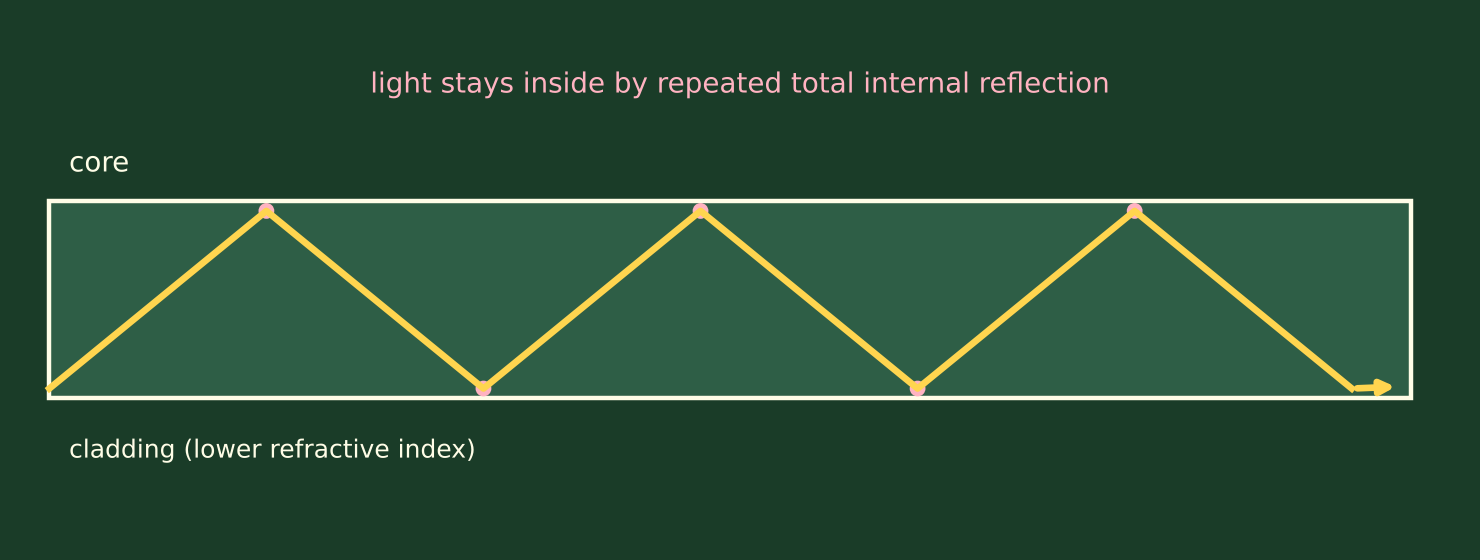 light stays inside by repeated total internal reflection
core
cladding (lower refractive index)